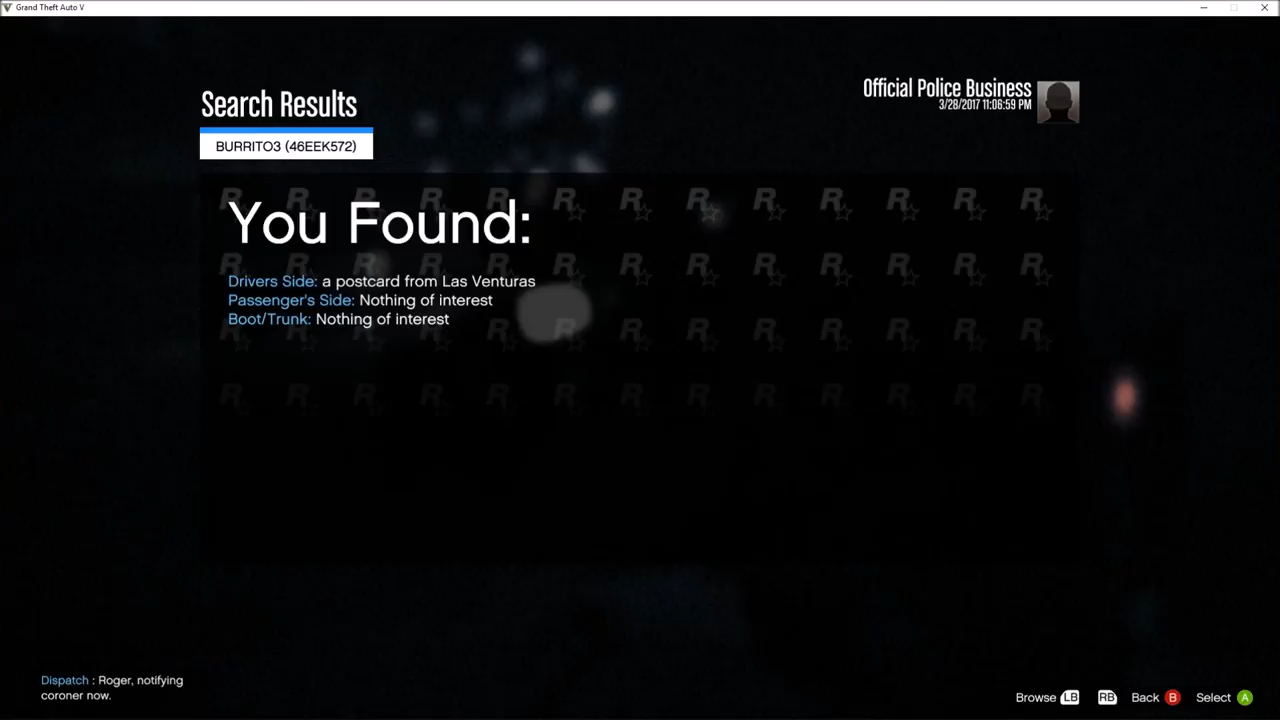 Grand Theft Auto V
Search Results
Official Police Business
3/28/2017 11:06:59 PM
BURRITO3 (46EEK572)
You Found:
Drivers Side: a postcard from Las Venturas
Passenger's Side: Nothing of interest
Boot/Trunk: Nothing of interest
Dispatch : Roger, notifying
coroner now.
Browse LB RB Back B Select A